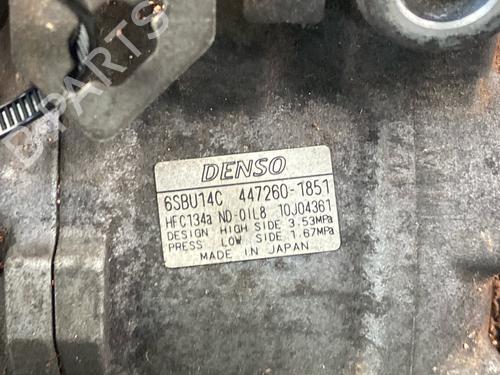 DENSO
6SBU14C 447260-1851
HFC134a ND-OIL8 10J04361
DESIGN HIGH SIDE 3.53MPa
PRESS LOW SIDE 1.67MPa
MADE IN JAPAN
B-PARTS